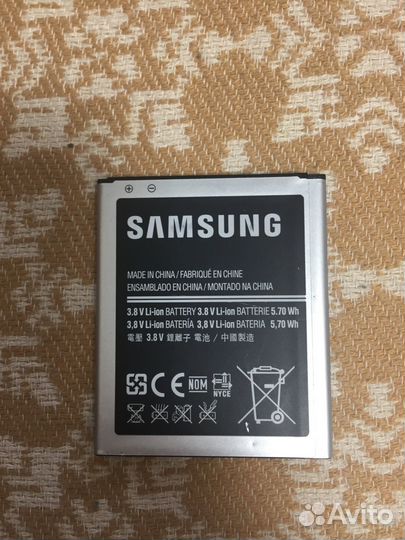 SAMSUNG
MADE IN CHINA / FABRIQUÉ EN CHINE
ENSAMBLADO EN CHINA / MONTADO NA CHINA
3.8 V Li-ion BATTERY 3.8 V Li-ion BATTERIE 5.70 Wh
3,8 V Li-ion BATERÍA 3,8 V Li-ion BATERIA 5,70 Wh
電壓 3.8 V 鋰離子 電池 / 中國製造
CE NOM NYCE
Avito